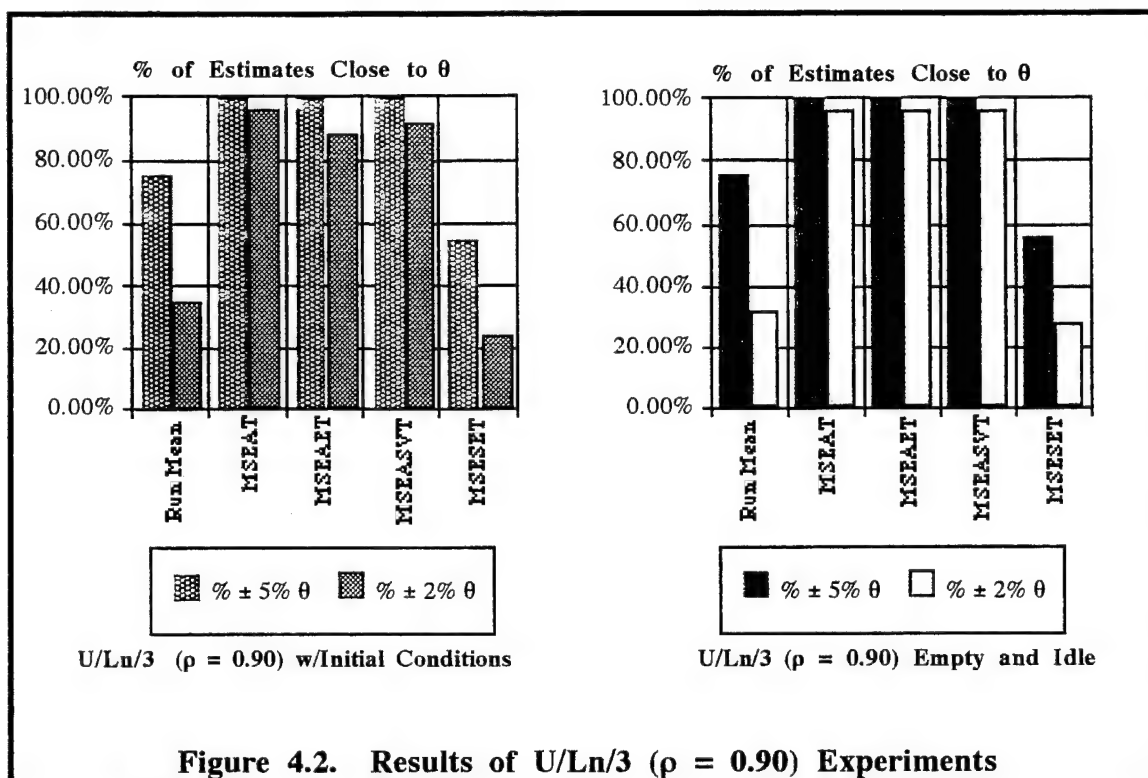 % of Estimates Close to θ
100.00%
80.00%
60.00%
40.00%
20.00%
0.00%
Run Mean
MSEAT
MSEAET
MSEASVT
MSESET
% ± 5% θ
% ± 2% θ
U/Ln/3 (ρ = 0.90) w/Initial Conditions
% of Estimates Close to θ
100.00%
80.00%
60.00%
40.00%
20.00%
0.00%
Run Mean
MSEAT
MSEAET
MSEASVT
MSESET
% ± 5% θ
% ± 2% θ
U/Ln/3 (ρ = 0.90) Empty and Idle
Figure 4.2. Results of U/Ln/3 (ρ = 0.90) Experiments